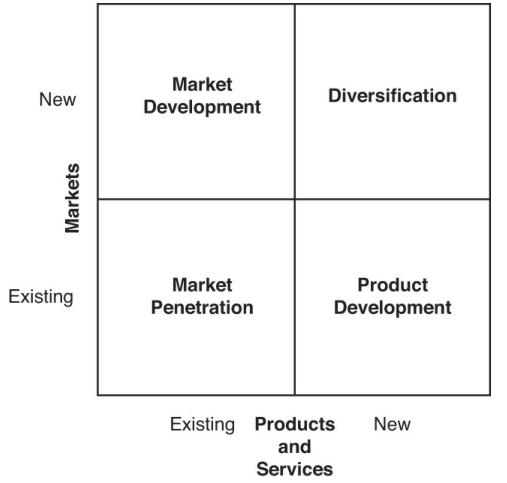 Market
Development
Diversification
New
Markets
Market
Penetration
Product
Development
Existing
Existing
Products
and
Services
New